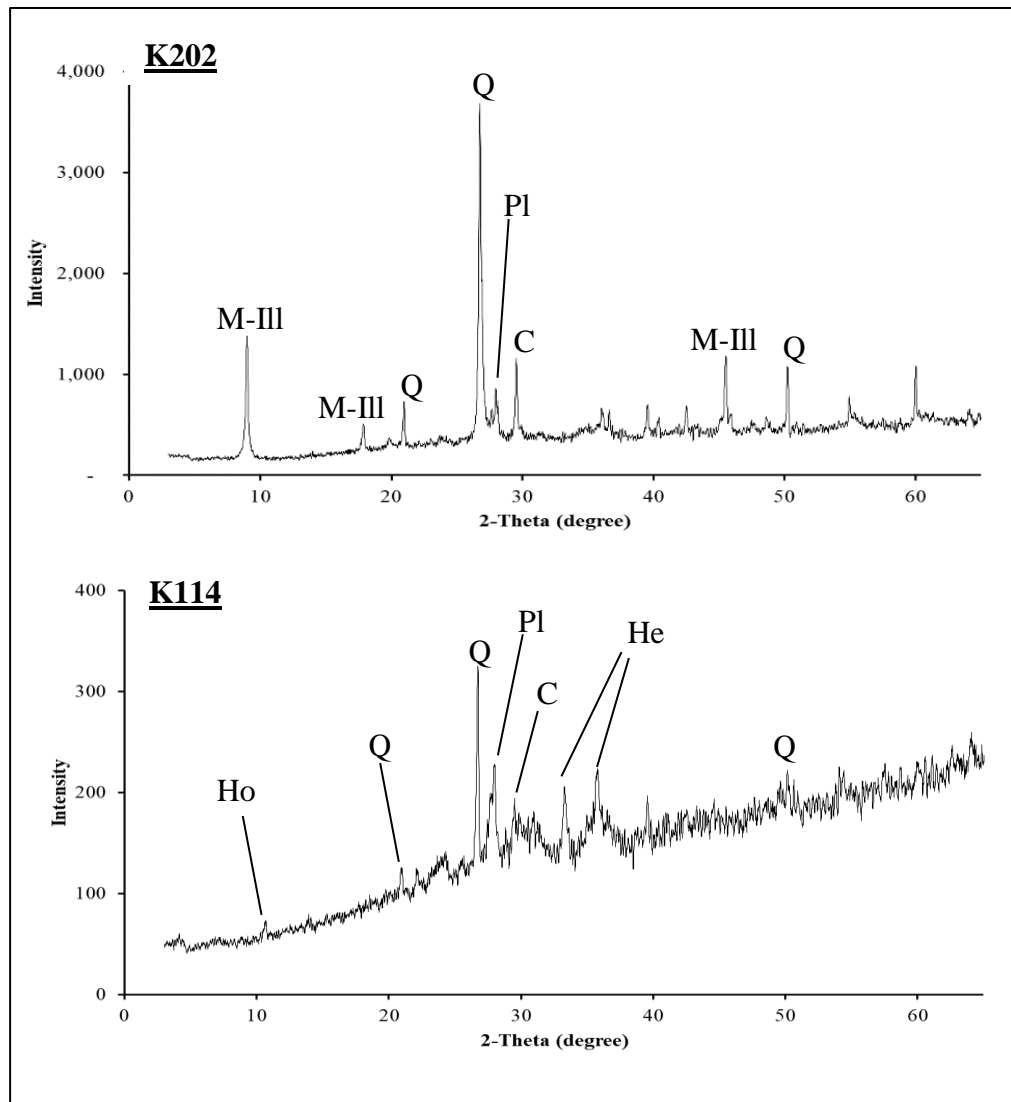 K202
4,000
3,000
2,000
1,000
-
Intensity
M-Ill
M-Ill
Q
Q
Pl
C
M-Ill
Q
0 10 20 30 40 50 60
2-Theta (degree)
K114
400
300
200
100
0
Intensity
Ho
Q
Q
Pl
C
He
Q
0 10 20 30 40 50 60
2-Theta (degree)